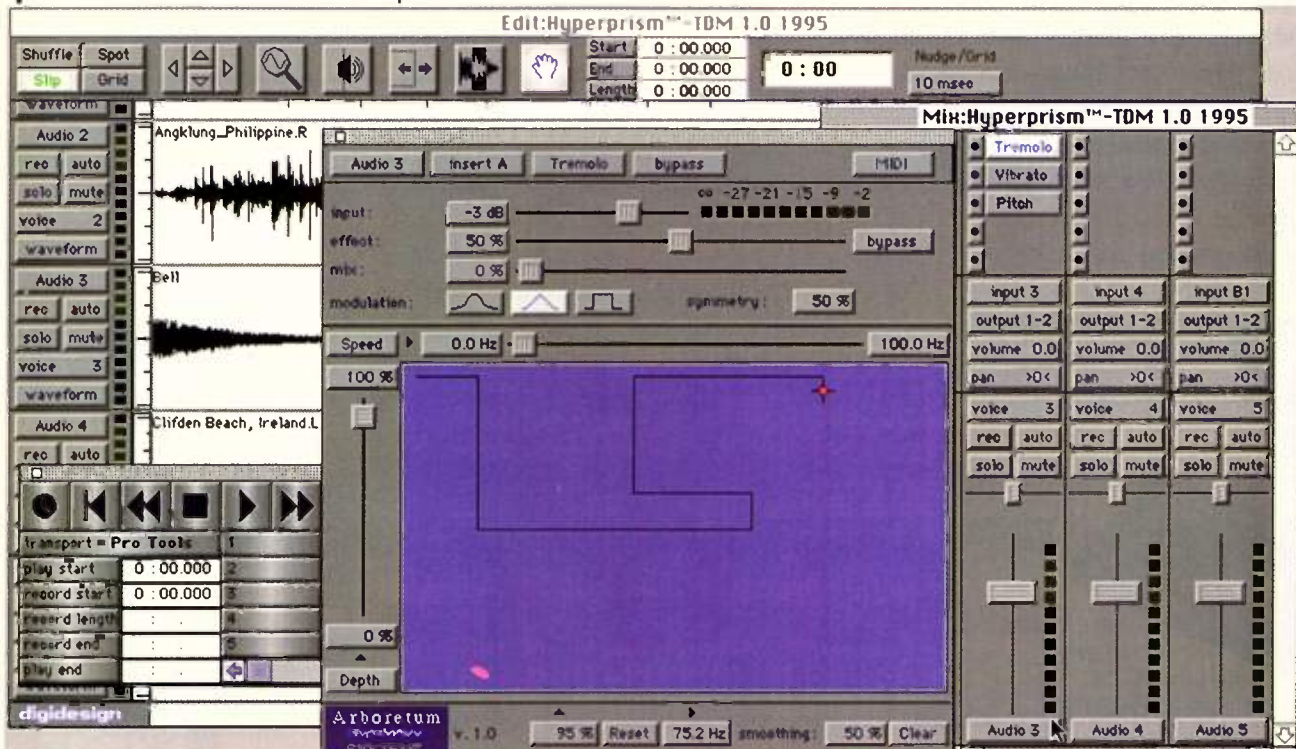 Edit:Hyperprism™-TDM 1.0 1995
Shuffle Spot
Slip Grid
Start 0 : 00.000
End 0 : 00.000
Length 0 : 00.000
0 : 00
Nudge/Grid
10 msec
Mix:Hyperprism™-TDM 1.0 1995
waveform
Audio 2
rec auto
solo mute
voice 2
waveform
Angklung_Philippine.R
Audio 3
rec auto
solo mute
voice 3
waveform
Bell
Audio 4
rec auto
Clifden Beach, Ireland.L
transport = Pro Tools
play start 0 : 00.000
record start 0 : 00.000
record length
record end
play end
1
2
3
4
5
digidesign
Audio 3 insert A Tremolo bypass MIDI
∞ -27 -21 -15 -9 -2
input: -3 dB
effect: 50 % bypass
mix: 0 %
modulation: symmetry: 50 %
Speed 0.0 Hz 100.0 Hz
100 %
0 %
Depth
Arboretum
v. 1.0 95 % Reset 75.2 Hz smoothing: 50 % Clear
Tremolo
Vibrato
Pitch
input 3 input 4 input B1
output 1-2 output 1-2 output 1-2
volume 0.0 volume 0.0 volume 0.0
pan >0< pan >0< pan >0<
voice 3 voice 4 voice 5
rec auto rec auto rec auto
solo mute solo mute solo mute
Audio 3 Audio 4 Audio 5